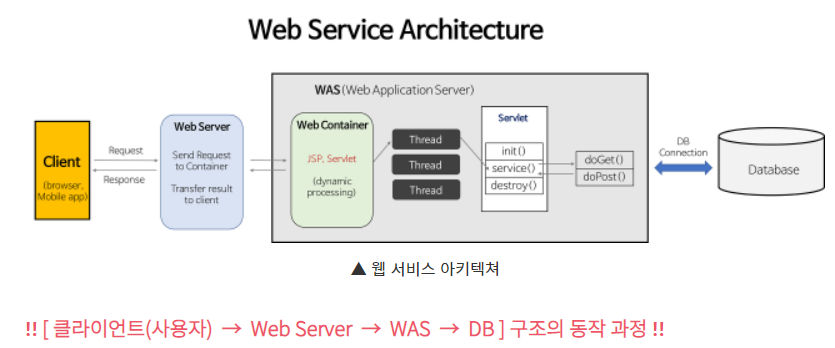 Web Service Architecture
WAS(Web Application Server)
Client
(browser,
Mobile app)
Request
Response
Web Server
Send Request
to Container
Transfer result
to client
Web Container
JSP, Servlet
(dynamic
processing)
Thread
Thread
Thread
Servlet
init()
service()
destroy()
doGet()
doPost()
DB
Connection
Database
▲ 웹 서비스 아키텍쳐
!! [ 클라이언트(사용자) → Web Server → WAS → DB ] 구조의 동작 과정 !!